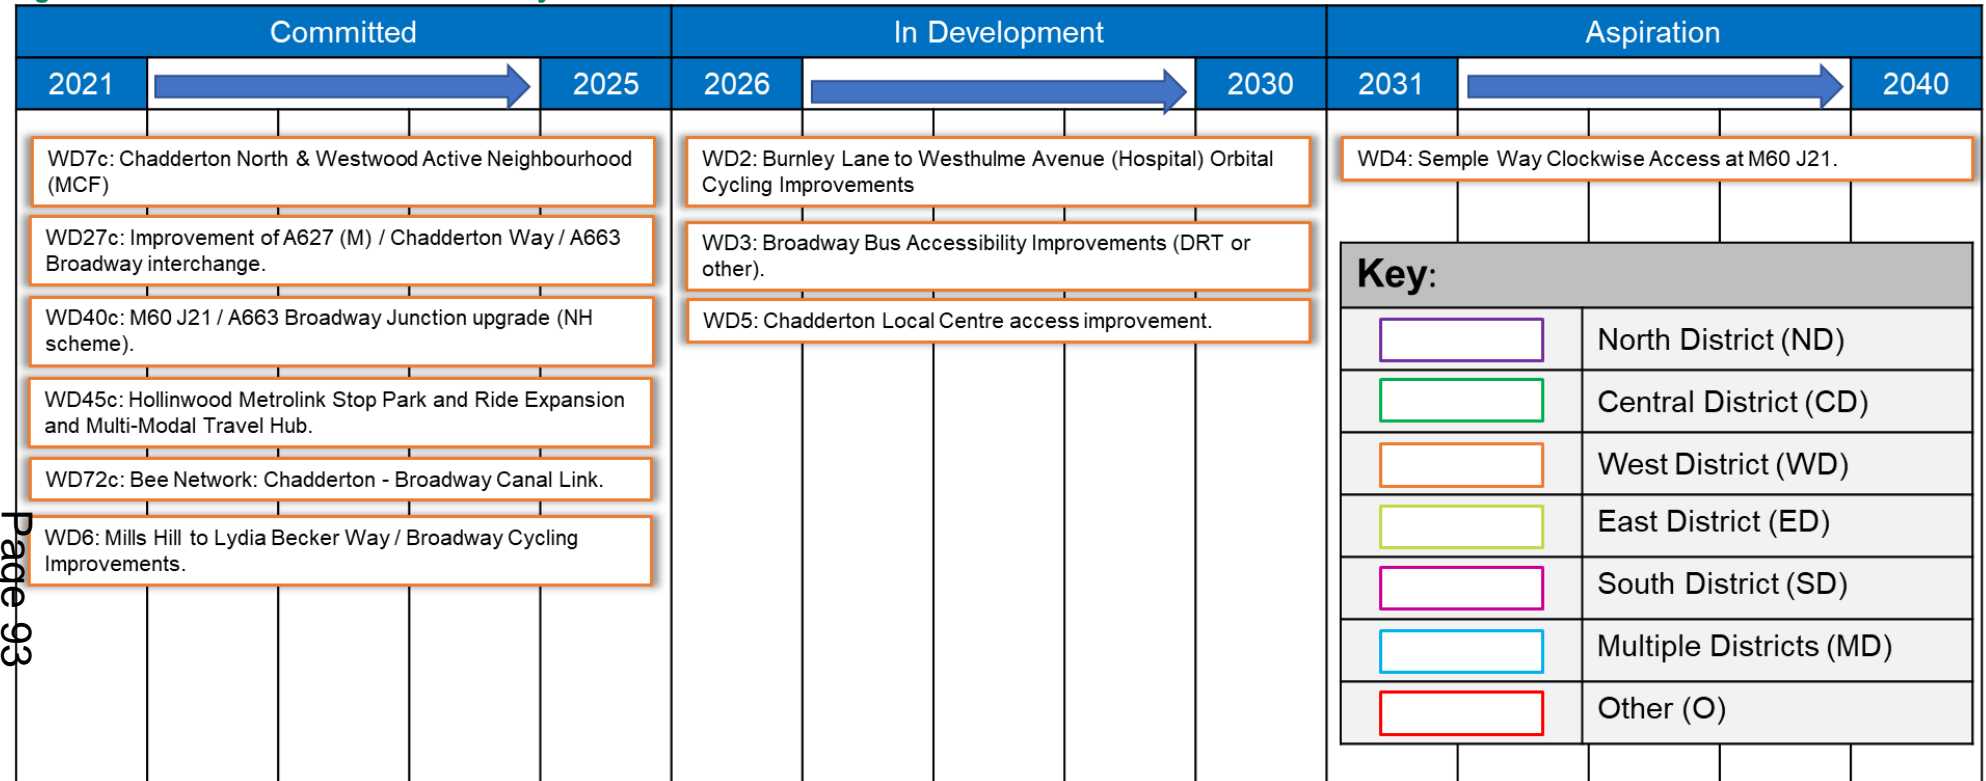 Committed
In Development
Aspiration
2021
2025
2026
2030
2031
2040
WD7c: Chadderton North & Westwood Active Neighbourhood
(MCF)
WD27c: Improvement of A627 (M) / Chadderton Way / A663
Broadway interchange.
WD40c: M60 J21 / A663 Broadway Junction upgrade (NH
scheme).
WD45c: Hollinwood Metrolink Stop Park and Ride Expansion
and Multi-Modal Travel Hub.
WD72c: Bee Network: Chadderton - Broadway Canal Link.
WD6: Mills Hill to Lydia Becker Way / Broadway Cycling
Improvements.
WD2: Burnley Lane to Westhulme Avenue (Hospital) Orbital
Cycling Improvements
WD3: Broadway Bus Accessibility Improvements (DRT or
other).
WD5: Chadderton Local Centre access improvement.
WD4: Semple Way Clockwise Access at M60 J21.
Key:
North District (ND)
Central District (CD)
West District (WD)
East District (ED)
South District (SD)
Multiple Districts (MD)
Other (O)
Page 93